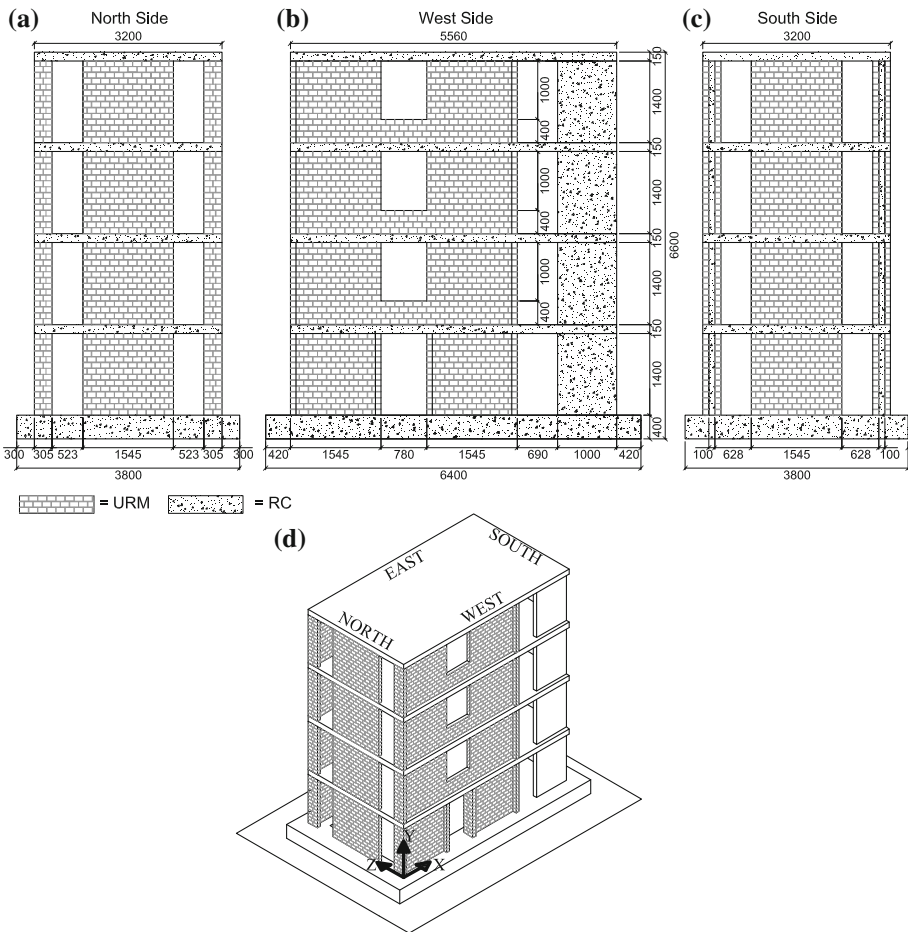 (a) North Side
3200
(b) West Side
5560
(c) South Side
3200
150
1400
150
1400
150
1400
150
1400
400
6600
1000
400
1000
400
1000
400
300 305 523 1545 523 305 300
3800
420 1545 780 1545 690 1000 420
6400
100 628 1545 628 100
3800
= URM = RC
(d)
EAST
SOUTH
NORTH
WEST
Y
Z
X